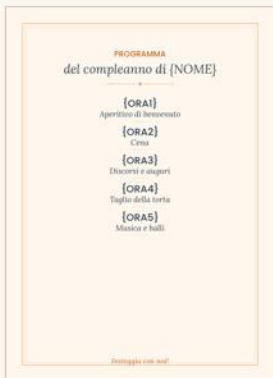 PROGRAMMA
del compleanno di {NOME}
{ORA1}
Aperitivo di benvenuto
{ORA2}
Cena
{ORA3}
Discorsi e auguri
{ORA4}
Taglio della torta
{ORA5}
Musica e balli
Festeggia con noi!